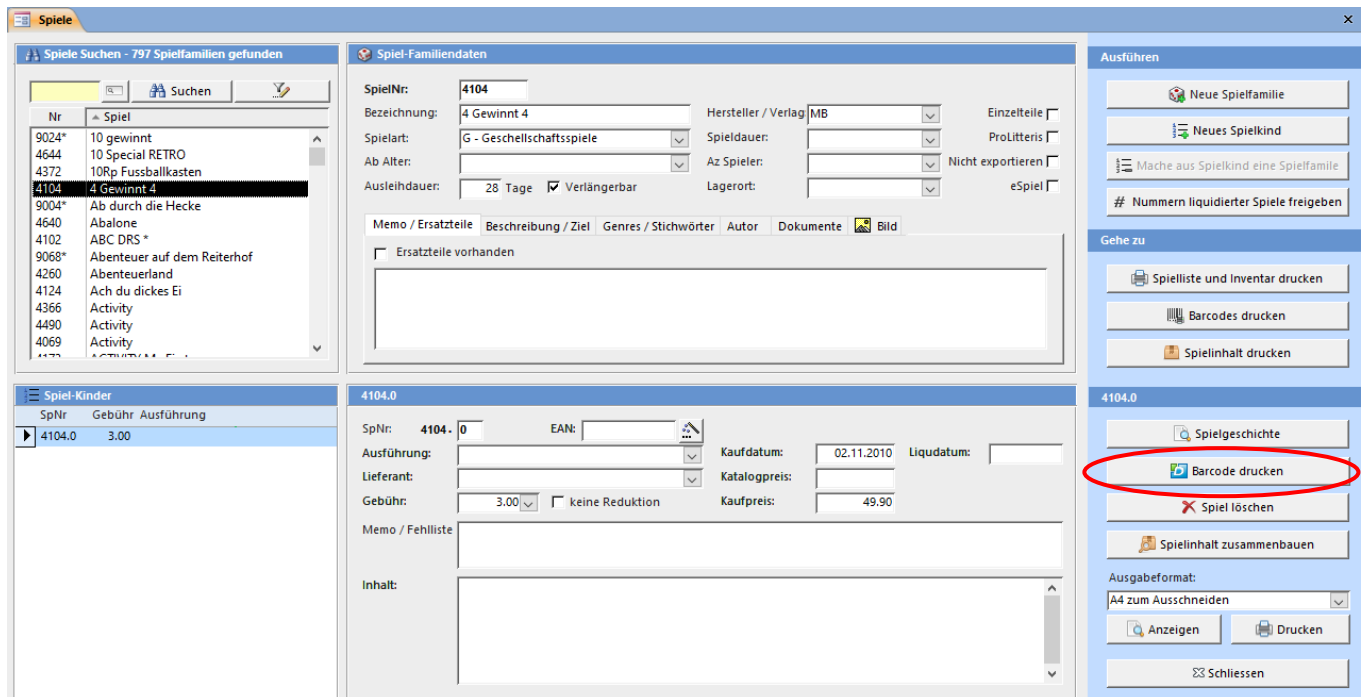 Spiele
Spiele Suchen - 797 Spielfamilien gefunden
Suchen
Nr Spiel
9024* 10 gewinnt
4644 10 Special RETRO
4372 10Rp Fussballkasten
4104 4 Gewinnt 4
9004* Ab durch die Hecke
4640 Abalone
4102 ABC DRS *
9068* Abenteuer auf dem Reiterhof
4260 Abenteuerland
4124 Ach du dickes Ei
4366 Activity
4490 Activity
4069 Activity
Spiel-Familiendaten
SpielNr: 4104
Bezeichnung: 4 Gewinnt 4 Hersteller / Verlag: MB Einzelteile
Spielart: G - Geschellschaftsspiele Spieldauer: ProLitteris
Ab Alter: Az Spieler: Nicht exportieren
Ausleihdauer: 28 Tage Verlängerbar Lagerort: eSpiel
Memo / Ersatzteile Beschreibung / Ziel Genres / Stichwörter Autor Dokumente Bild
Ersatzteile vorhanden
Spiel-Kinder
SpNr Gebühr Ausführung
4104.0 3.00
4104.0
SpNr: 4104. 0 EAN:
Ausführung: Kaufdatum: 02.11.2010 Liqudatum:
Lieferant: Katalogpreis:
Gebühr: 3.00 keine Reduktion Kaufpreis: 49.90
Memo / Fehlliste
Inhalt:
Ausführen
Neue Spielfamilie
Neues Spielkind
Mache aus Spielkind eine Spielfamile
# Nummern liquidierter Spiele freigeben
Gehe zu
Spielliste und Inventar drucken
Barcodes drucken
Spielinhalt drucken
4104.0
Spielgeschichte
Barcode drucken
Spiel löschen
Spielinhalt zusammenbauen
Ausgabeformat:
A4 zum Ausschneiden
Anzeigen Drucken
Schliessen